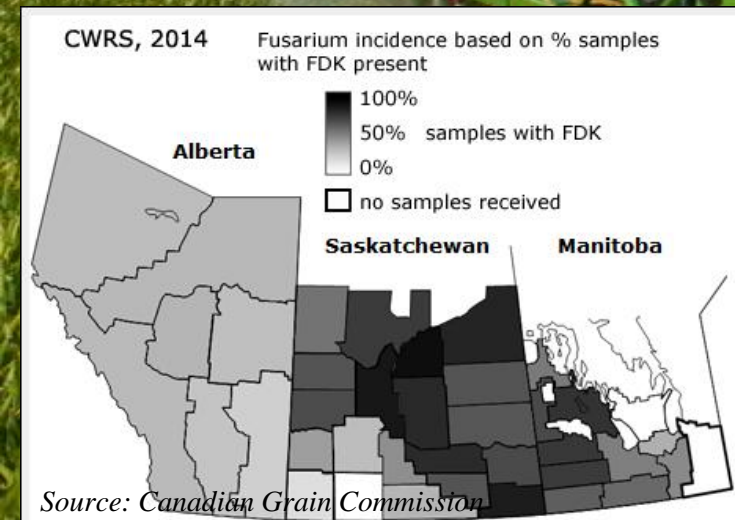 CWRS, 2014
Fusarium incidence based on % samples
with FDK present
100%
50% samples with FDK
0%
no samples received
Alberta
Saskatchewan
Manitoba
Source: Canadian Grain Commission